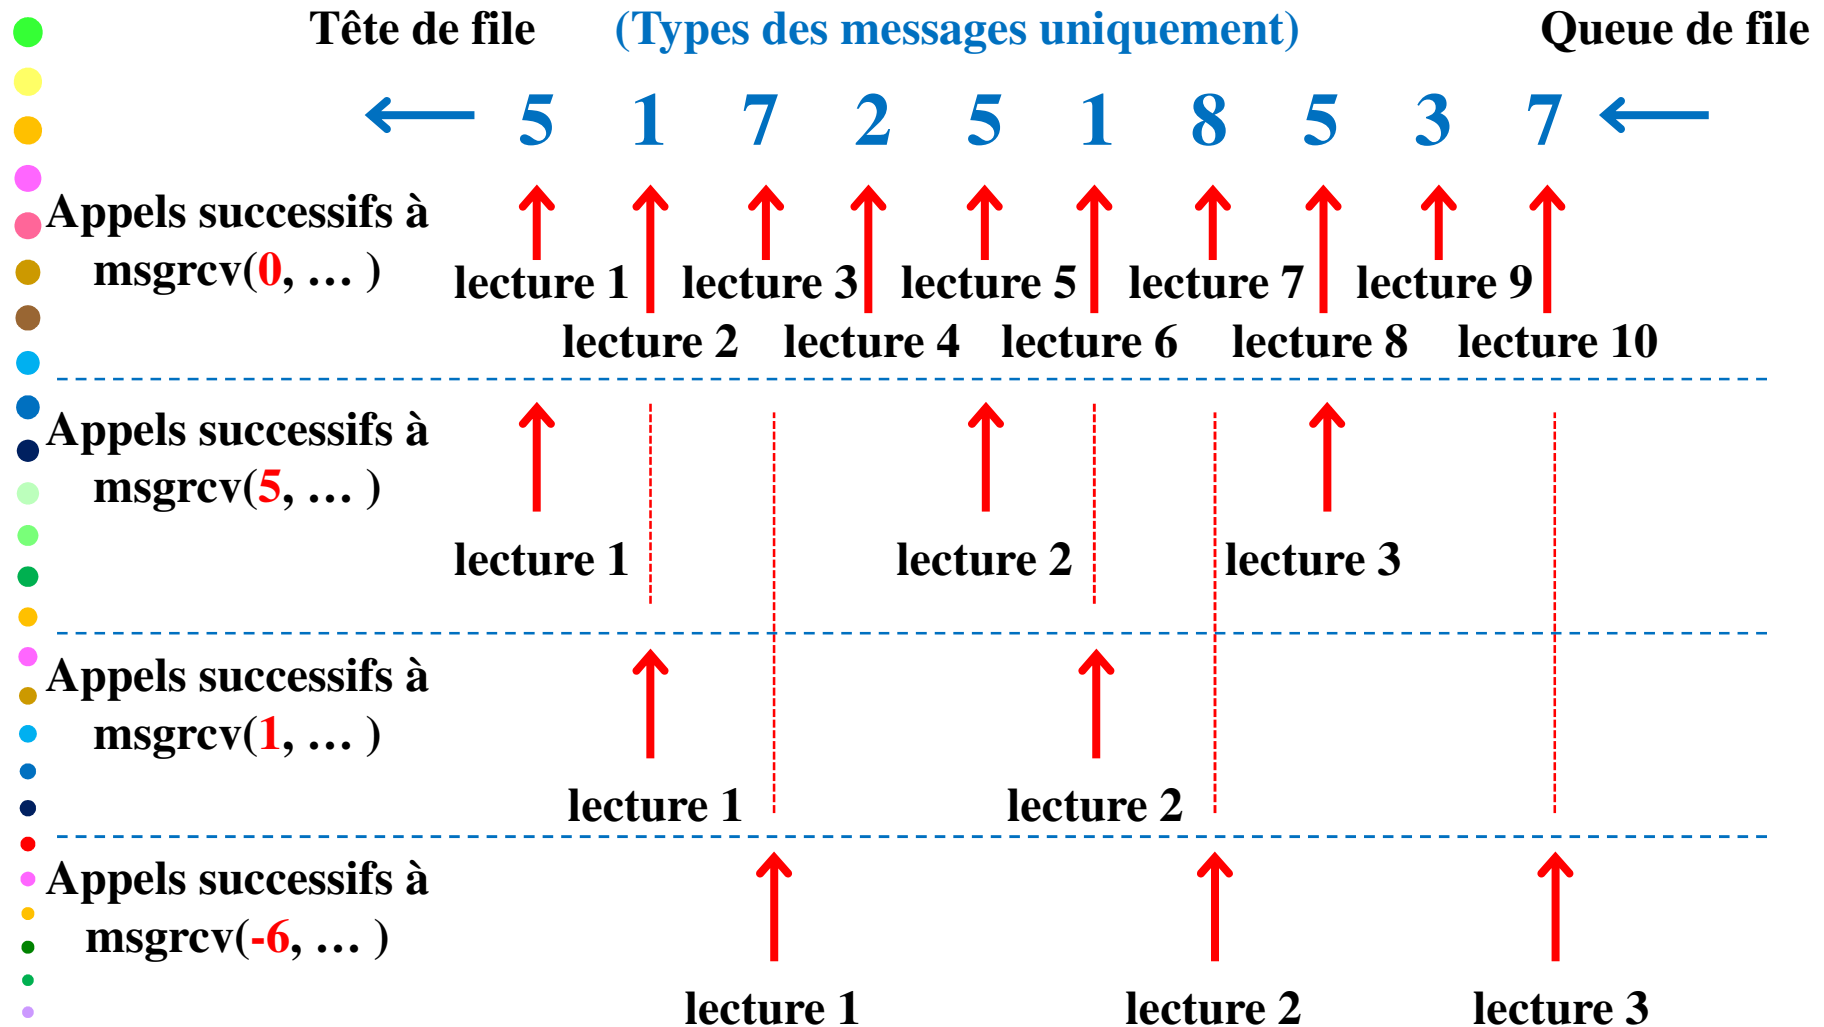 Tête de file (Types des messages uniquement) Queue de file
5 1 7 2 5 1 8 5 3 7
Appels successifs à
msgrcv(0, … )
lecture 1 lecture 3 lecture 5 lecture 7 lecture 9
lecture 2 lecture 4 lecture 6 lecture 8 lecture 10
Appels successifs à
msgrcv(5, … )
lecture 1 lecture 2 lecture 3
Appels successifs à
msgrcv(1, … )
lecture 1 lecture 2
Appels successifs à
msgrcv(-6, … )
lecture 1 lecture 2 lecture 3